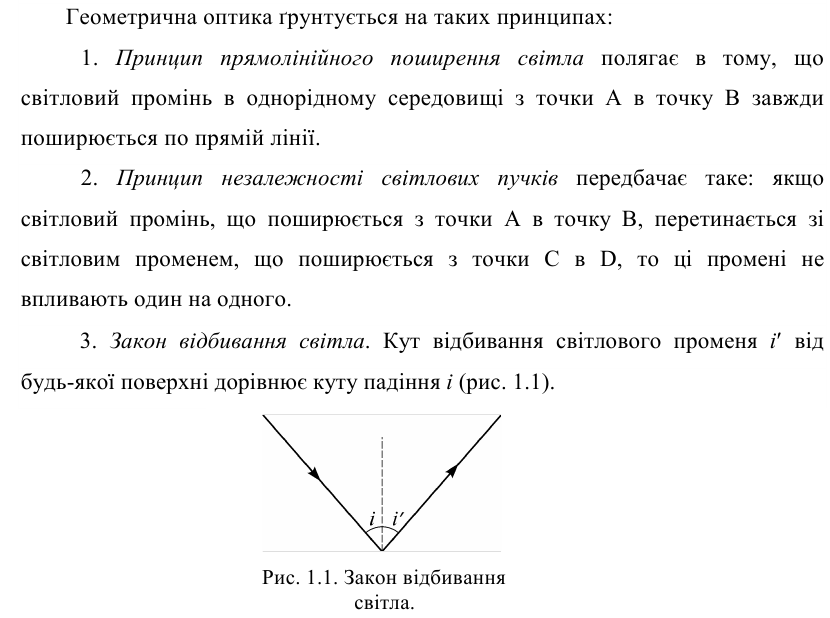 Геометрична оптика ґрунтується на таких принципах:
1. Принцип прямолінійного поширення світла полягає в тому, що
світловий промінь в однорідному середовищі з точки А в точку В завжди
поширюється по прямій лінії.
2. Принцип незалежності світлових пучків передбачає таке: якщо
світловий промінь, що поширюється з точки А в точку В, перетинається зі
світловим променем, що поширюється з точки С в D, то ці промені не
впливають один на одного.
3. Закон відбивання світла. Кут відбивання світлового променя i′ від
будь-якої поверхні дорівнює куту падіння i (рис. 1.1).
i i′
Рис. 1.1. Закон відбивання
світла.